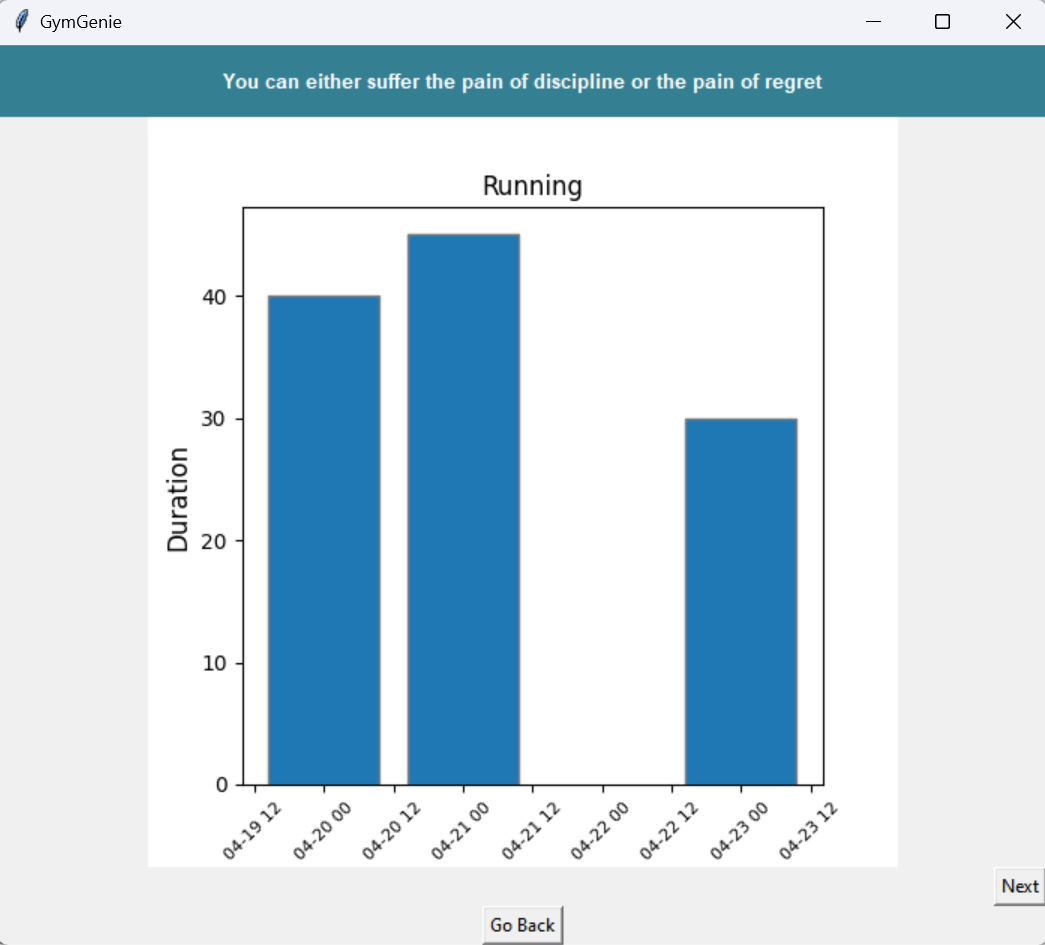 GymGenie
You can either suffer the pain of discipline or the pain of regret
Running
Duration
40
30
20
10
0
04-19 12
04-20 00
04-20 12
04-21 00
04-21 12
04-22 00
04-22 12
04-23 00
04-23 12
Next
Go Back